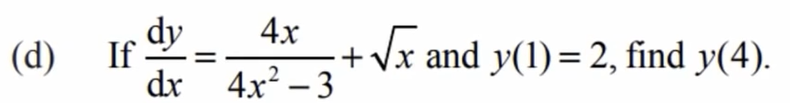 (d) If dy/dx = 4x/(4x² – 3) + √x and y(1) = 2, find y(4).